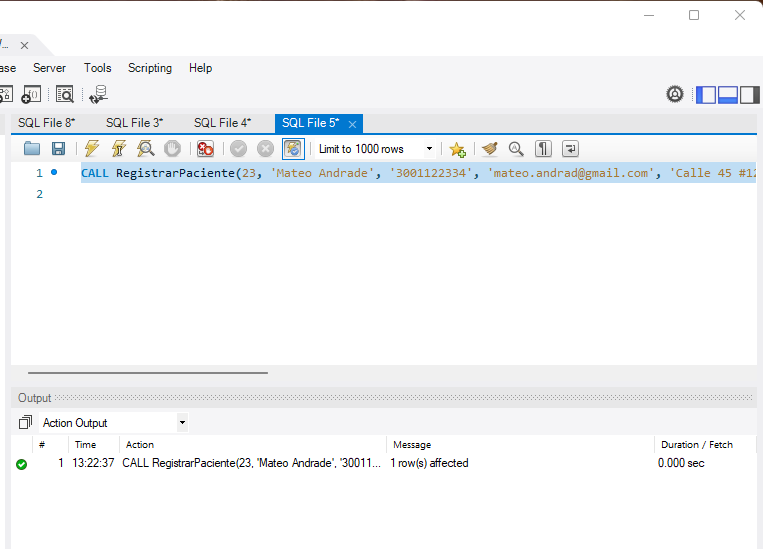 Server Tools Scripting Help
SQL File 8* SQL File 3* SQL File 4* SQL File 5*
Limit to 1000 rows
1 CALL RegistrarPaciente(23, 'Mateo Andrade', '3001122334', 'mateo.andrad@gmail.com', 'Calle 45 #12
2
Output
Action Output
# Time Action Message Duration / Fetch
1 13:22:37 CALL RegistrarPaciente(23, 'Mateo Andrade', '30011... 1 row(s) affected 0.000 sec